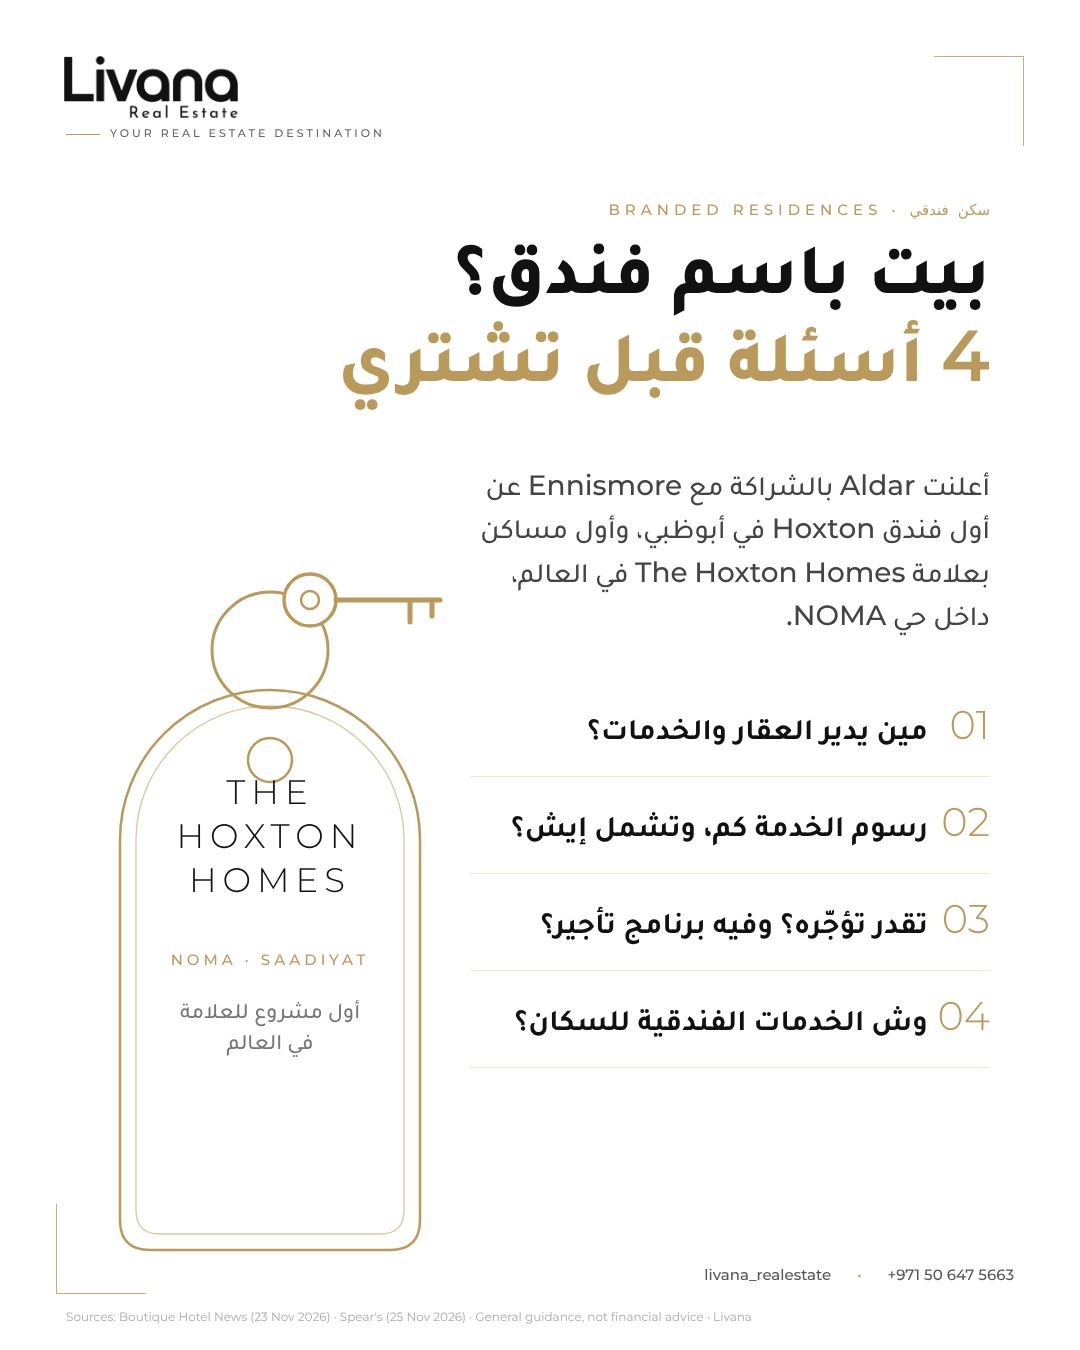 Livana
Real Estate
YOUR REAL ESTATE DESTINATION
BRANDED RESIDENCES · سكن فندقي
بيت باسم فندق؟
4 أسئلة قبل تشتري
أعلنت Aldar بالشراكة مع Ennismore عن
أول فندق Hoxton في أبوظبي، وأول مساكن
بعلامة The Hoxton Homes في العالم،
داخل حي NOMA.
01 مين يدير العقار والخدمات؟
02 رسوم الخدمة كم، وتشمل إيش؟
03 تقدر تؤجّره؟ وفيه برنامج تأجير؟
04 وش الخدمات الفندقية للسكان؟
THE
HOXTON
HOMES
NOMA · SAADIYAT
أول مشروع للعلامة
في العالم
livana_realestate · +971 50 647 5663
Sources: Boutique Hotel News (23 Nov 2026) · Spear's (25 Nov 2026) · General guidance, not financial advice · Livana